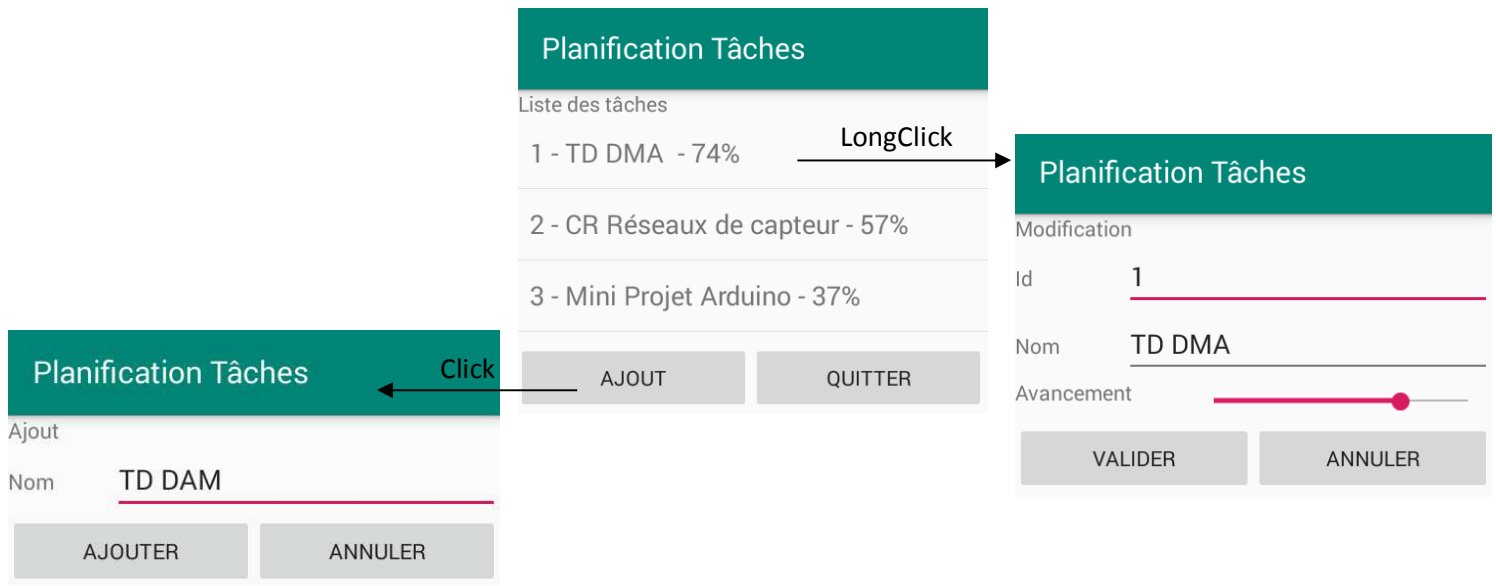 Planification Tâches
Liste des tâches
1 - TD DMA  - 74%
LongClick
2 - CR Réseaux de capteur - 57%
3 - Mini Projet Arduino - 37%
AJOUT QUITTER
Click
Planification Tâches
Modification
Id 1
Nom TD DMA
Avancement
VALIDER ANNULER
Planification Tâches
Ajout
Nom TD DAM
AJOUTER ANNULER